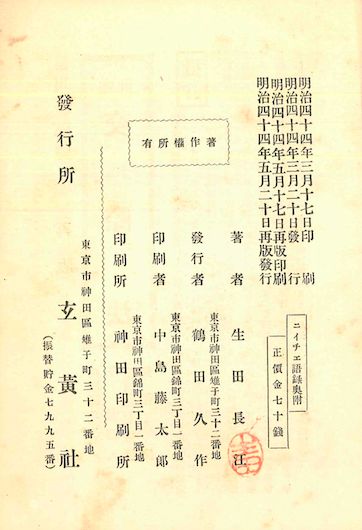 明治四十四年三月十七日印刷
明治四十四年三月二十日發行
明治四十四年五月十七日再版印刷
明治四十四年五月二十日再版發行
ニイチエ語錄奧附
正價金七十錢
著作權所有
著者 生田長江
東京市神田區雉子町三十二番地
發行者 鶴田久作
東京市神田區錦町三丁目一番地
印刷者 中島藤太郎
東京市神田區錦町三丁目一番地
印刷所 神田印刷所
發行所
東京市神田區雉子町三十二番地
玄黃社
(振替貯金七九九五番)